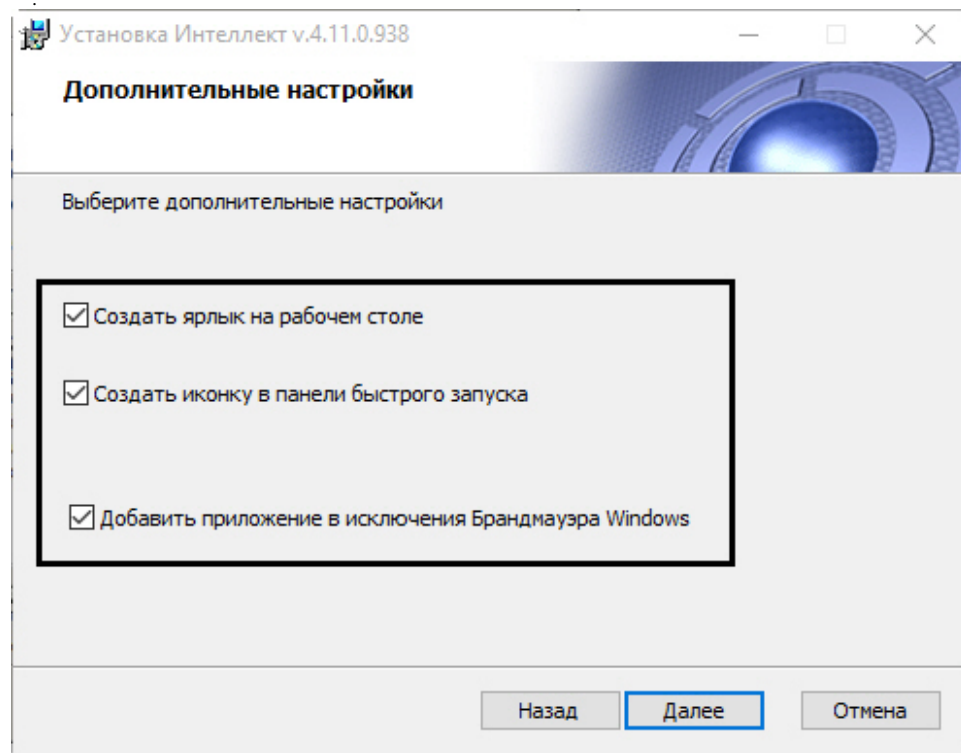 Установка Интеллект v.4.11.0.938
Дополнительные настройки
Выберите дополнительные настройки
Создать ярлык на рабочем столе
Создать иконку в панели быстрого запуска
Добавить приложение в исключения Брандмауэра Windows
Назад Далее Отмена